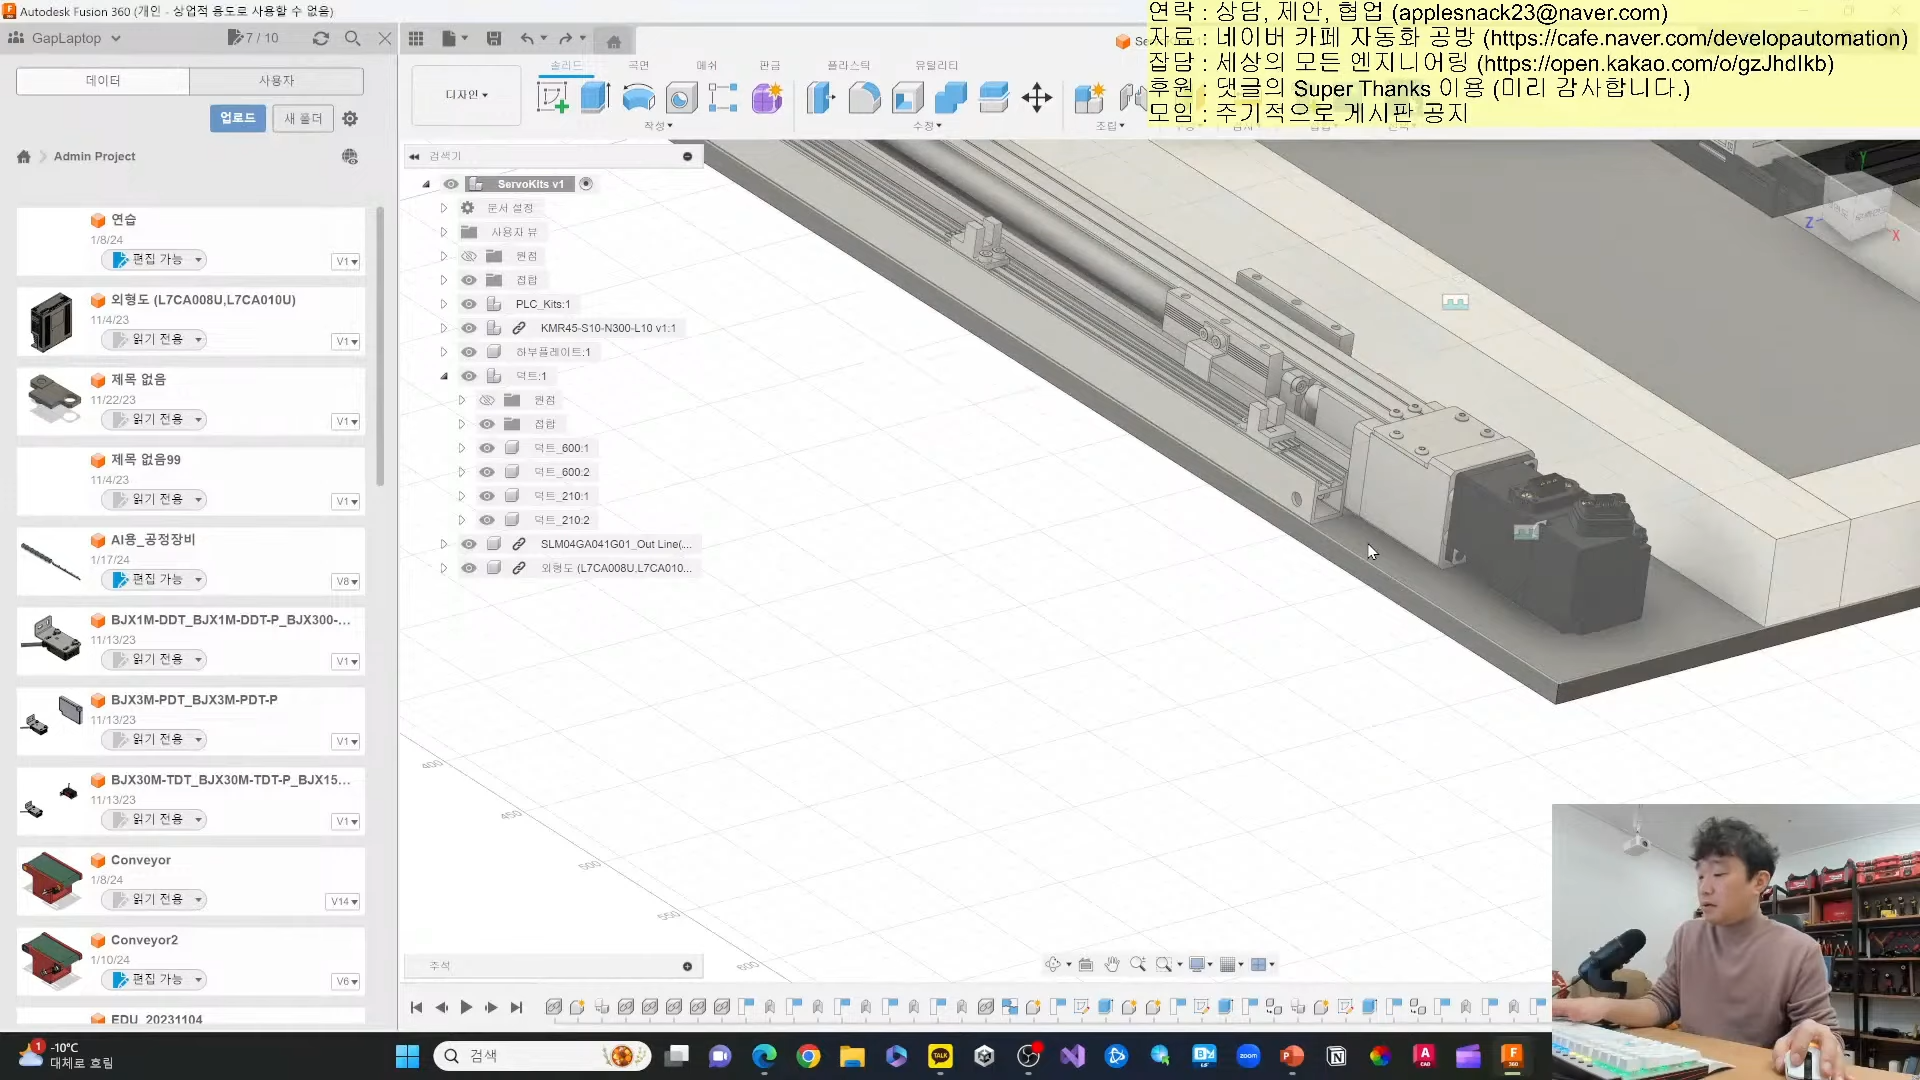 Autodesk Fusion 360 (개인 - 상업적 용도로 사용할 수 없음)
연락 : 상담, 제안, 협업 (applesnack23@naver.com)
자료 : 네이버 카페 자동화 공방 (https://cafe.naver.com/developautomation)
잡담 : 세상의 모든 엔지니어링 (https://open.kakao.com/o/gzJhdIkb)
후원 : 댓글의 Super Thanks 이용 (미리 감사합니다.)
모임 : 주기적으로 게시판 공지
GapLaptop
7 / 10
데이터
사용자
업로드
새 폴더
Admin Project
연습
1/8/24
편집 가능
V1
외형도 (L7CA008U,L7CA010U)
11/4/23
읽기 전용
V1
제목 없음
11/22/23
읽기 전용
V1
제목 없음99
11/4/23
읽기 전용
V1
AI용_공정장비
1/17/24
편집 가능
V8
BJX1M-DDT_BJX1M-DDT-P_BJX300-...
11/13/23
읽기 전용
V1
BJX3M-PDT_BJX3M-PDT-P
11/13/23
읽기 전용
V1
BJX30M-TDT_BJX30M-TDT-P_BJX15...
11/13/23
읽기 전용
V1
Conveyor
1/8/24
읽기 전용
V14
Conveyor2
1/10/24
편집 가능
V6
EDU_20231104
디자인
솔리드
곡면
메쉬
판금
플라스틱
유틸리티
작성
수정
조립
검색기
ServoKits v1
문서 설정
사용자 뷰
원점
접합
PLC_Kits:1
KMR45-S10-N300-L10 v1:1
하부플레이트:1
덕트:1
원점
접합
덕트_600:1
덕트_600:2
덕트_210:1
덕트_210:2
SLM04GA041G01_Out Line(...
외형도 (L7CA008U.L7CA010...
Y
Z
X
400
450
500
550
600
주석
1
-10°C
대체로 흐림
검색
TALK
zoom